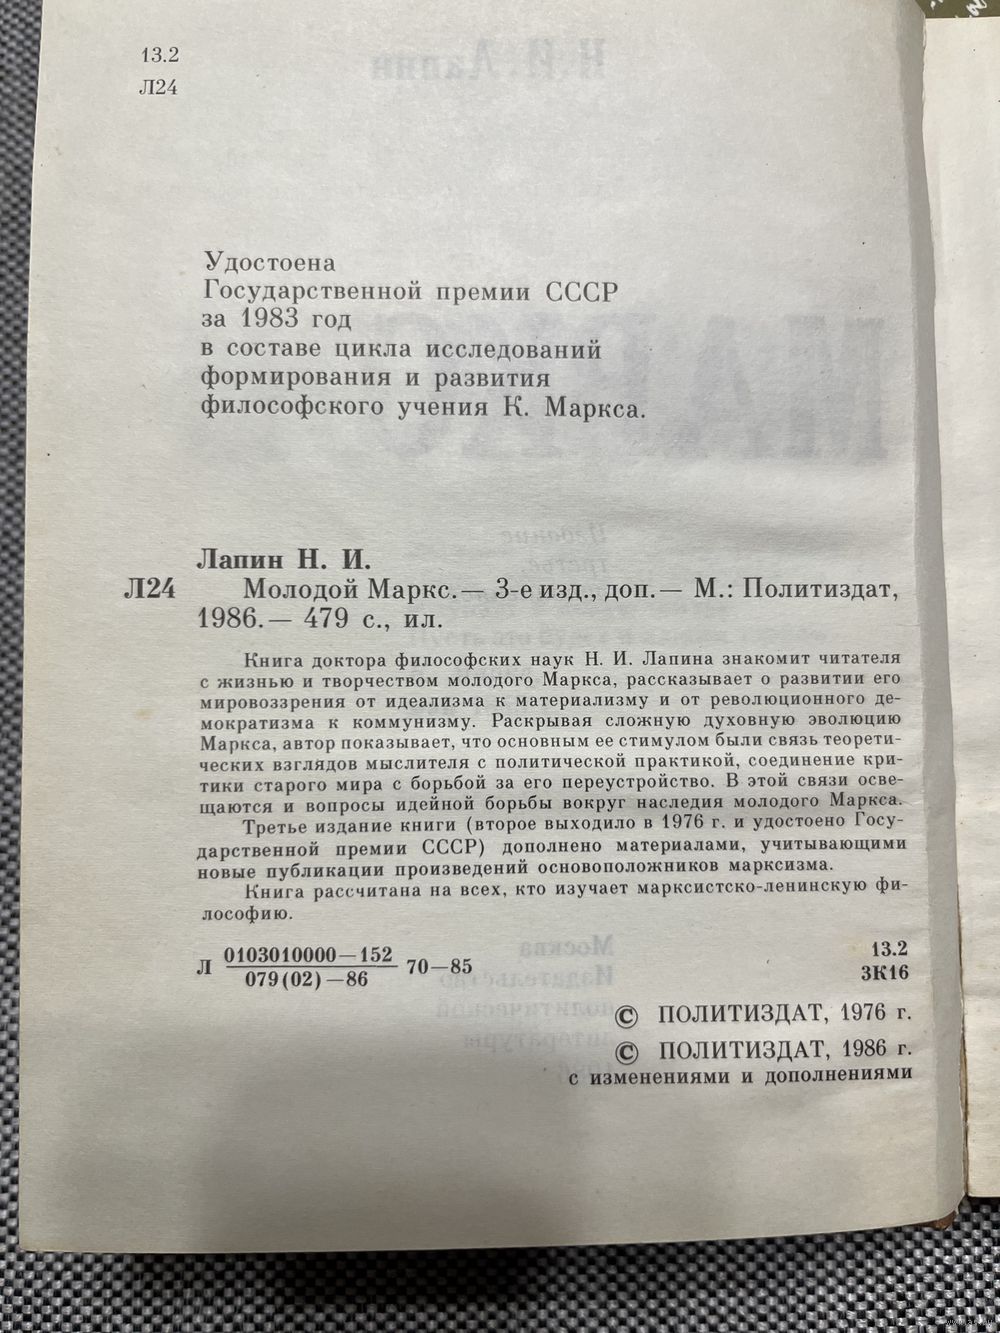 13.2
Л24
Удостоена
Государственной премии СССР
за 1983 год
в составе цикла исследований
формирования и развития
философского учения К. Маркса.
Лапин Н. И.
Л24 Молодой Маркс.— 3-е изд., доп.— М.: Политиздат,
1986.— 479 с., ил.
Книга доктора философских наук Н. И. Лапина знакомит читателя
с жизнью и творчеством молодого Маркса, рассказывает о развитии его
мировоззрения от идеализма к материализму и от революционного де-
мократизма к коммунизму. Раскрывая сложную духовную эволюцию
Маркса, автор показывает, что основным ее стимулом были связь теорети-
ческих взглядов мыслителя с политической практикой, соединение кри-
тики старого мира с борьбой за его переустройство. В этой связи осве-
щаются и вопросы идейной борьбы вокруг наследия молодого Маркса.
Третье издание книги (второе выходило в 1976 г. и удостоено Госу-
дарственной премии СССР) дополнено материалами, учитывающими
новые публикации произведений основоположников марксизма.
Книга рассчитана на всех, кто изучает марксистско-ленинскую фи-
лософию.
0103010000—152
Л 70—85
079(02)—86
13.2
3К16
© ПОЛИТИЗДАТ, 1976 г.
© ПОЛИТИЗДАТ, 1986 г.
с изменениями и дополнениями